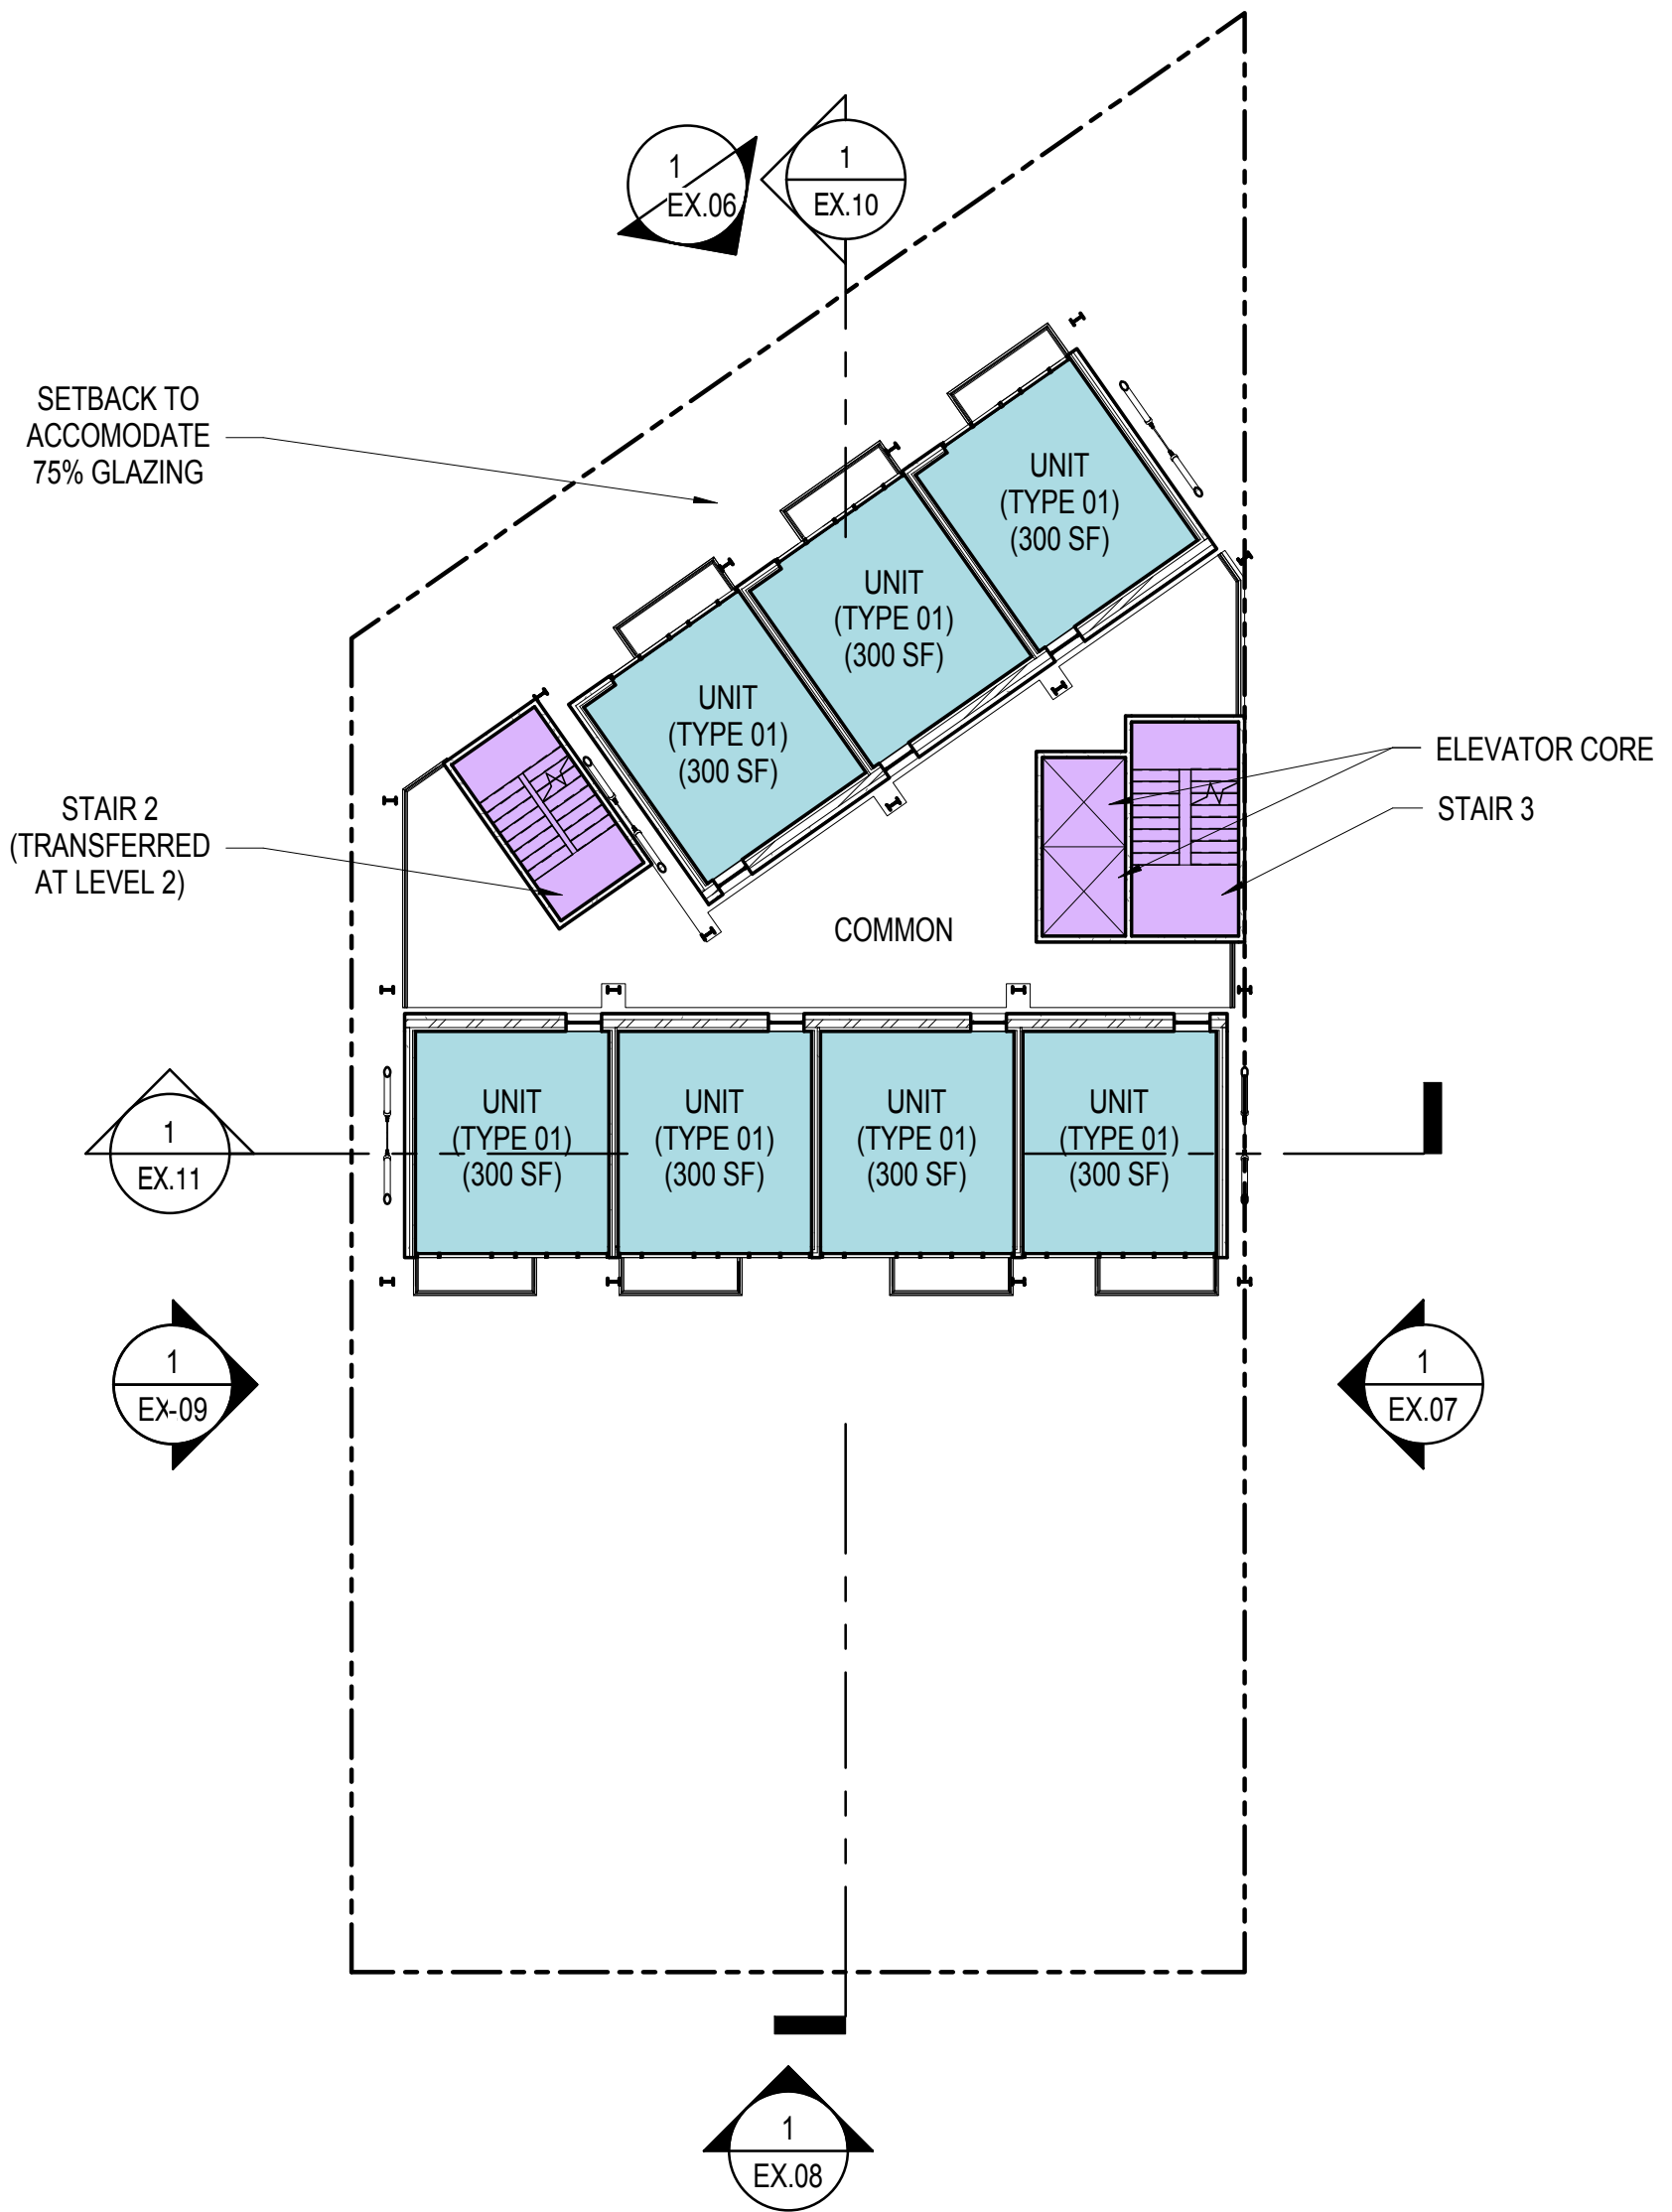 1
EX.06
1
EX.10
SETBACK TO
ACCOMODATE
75% GLAZING
UNIT
(TYPE 01)
(300 SF)
UNIT
(TYPE 01)
(300 SF)
UNIT
(TYPE 01)
(300 SF)
ELEVATOR CORE
STAIR 3
STAIR 2
(TRANSFERRED
AT LEVEL 2)
COMMON
UNIT
(TYPE 01)
(300 SF)
UNIT
(TYPE 01)
(300 SF)
UNIT
(TYPE 01)
(300 SF)
UNIT
(TYPE 01)
(300 SF)
1
EX.11
1
EX-09
1
EX.07
1
EX.08